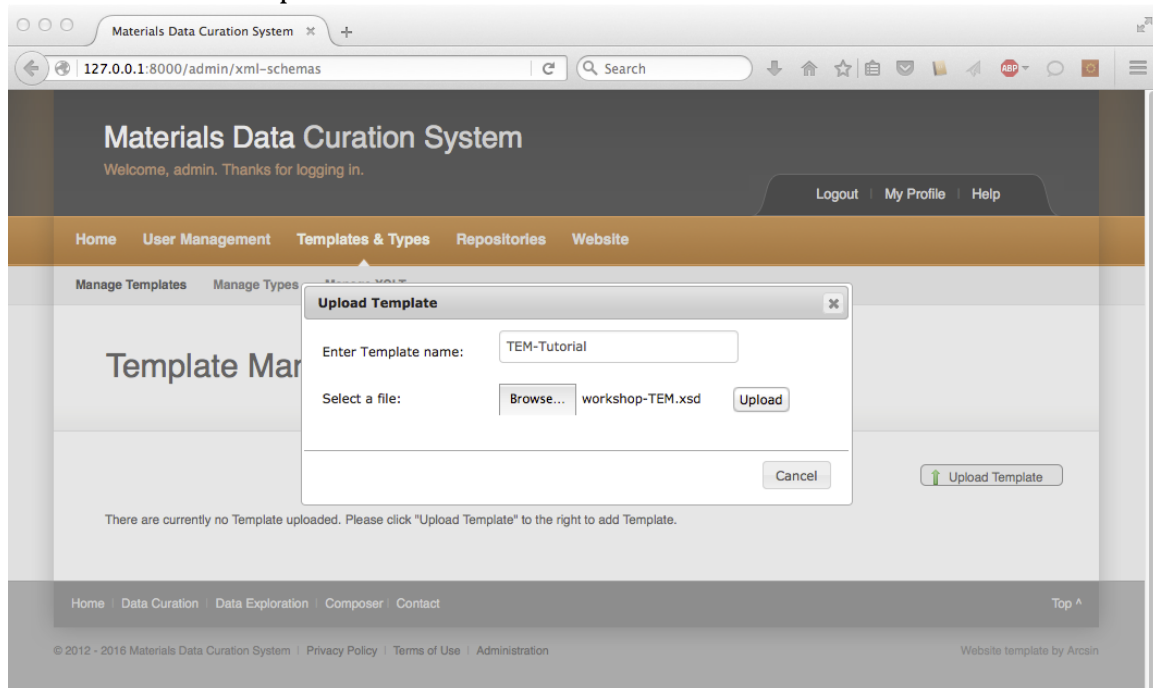 Materials Data Curation System × +
127.0.0.1:8000/admin/xml-schemas Search ABP
Materials Data Curation System
Welcome, admin. Thanks for logging in.
Logout My Profile Help
Home User Management Templates & Types Repositories Website
Manage Templates Manage Types
Upload Template
Enter Template name: TEM-Tutorial
Template Mar
Select a file: Browse... workshop-TEM.xsd Upload
Cancel
Upload Template
There are currently no Template uploaded. Please click "Upload Template" to the right to add Template.
Home | Data Curation | Data Exploration | Composer | Contact Top ^
© 2012 - 2016 Materials Data Curation System | Privacy Policy | Terms of Use | Administration Website template by Arcsin